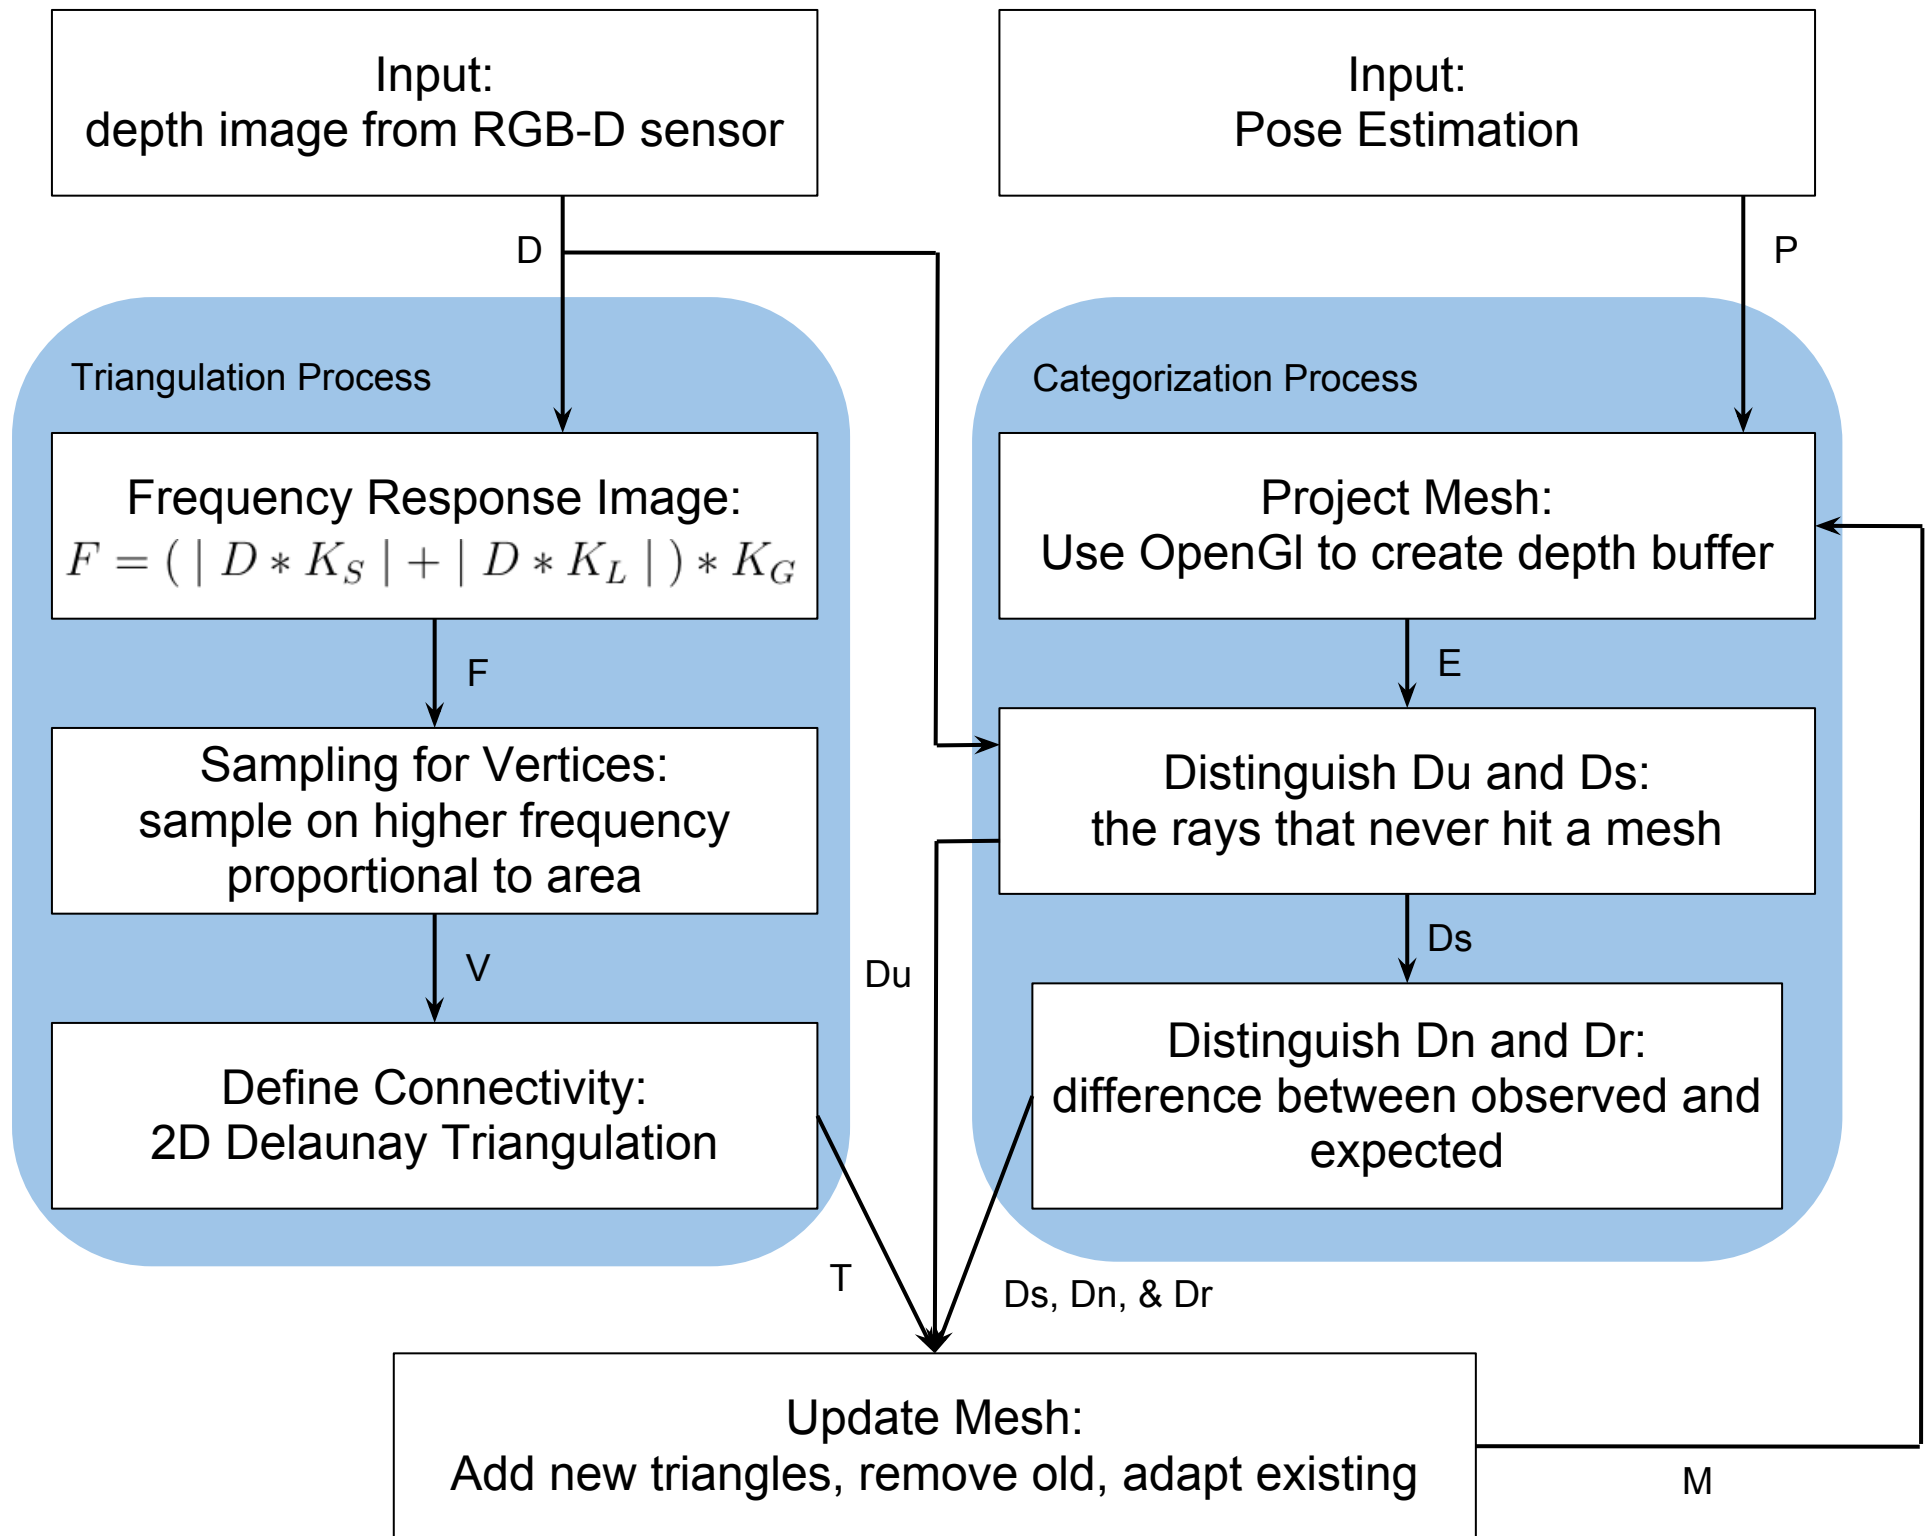 Input:
depth image from RGB-D sensor
Input:
Pose Estimation
D
P
Triangulation Process
Categorization Process
Frequency Response Image:
F = ( | D ∗ K_S | + | D ∗ K_L | ) ∗ K_G
Project Mesh:
Use OpenGl to create depth buffer
F
E
Sampling for Vertices:
sample on higher frequency
proportional to area
Distinguish Du and Ds:
the rays that never hit a mesh
V
Du
Ds
Define Connectivity:
2D Delaunay Triangulation
Distinguish Dn and Dr:
difference between observed and
expected
T
Ds, Dn, & Dr
Update Mesh:
Add new triangles, remove old, adapt existing
M